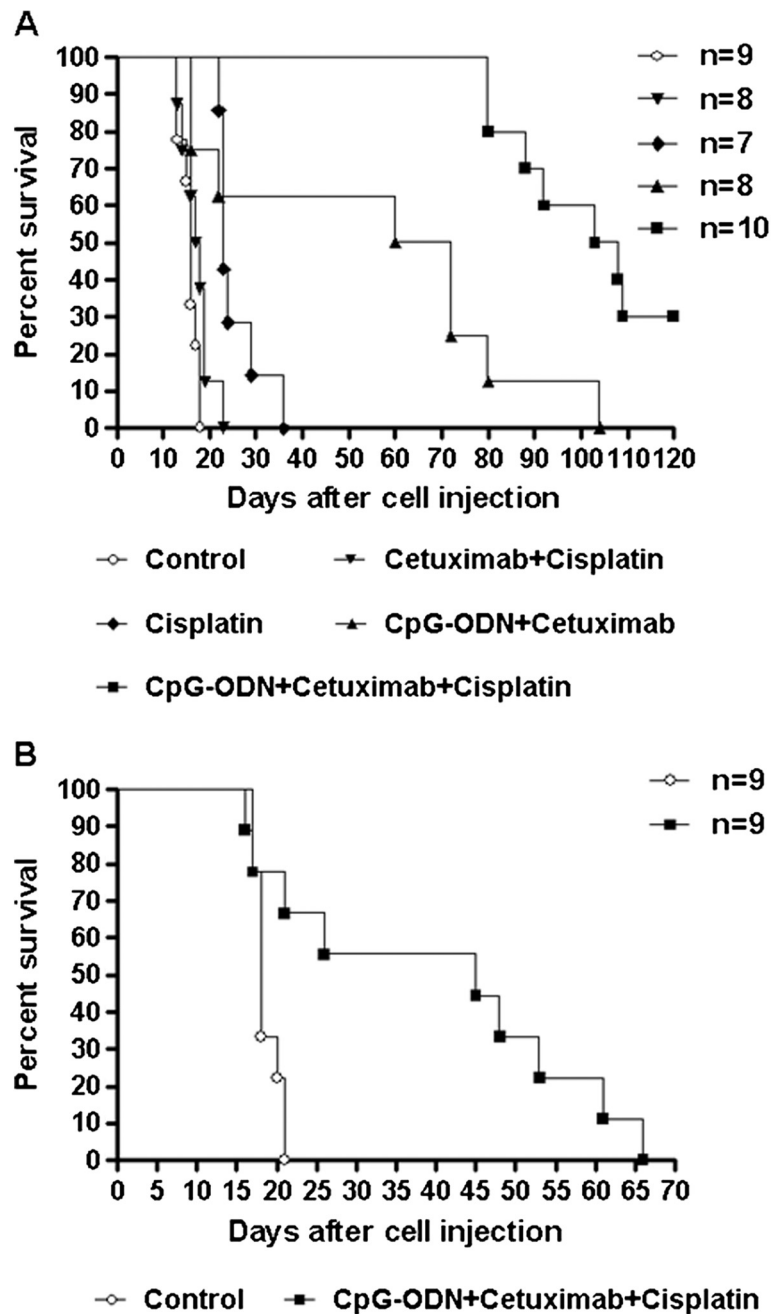 A
100
90
80
70
60
50
40
30
20
10
0
Percent survival
0 10 20 30 40 50 60 70 80 90 100 110 120
Days after cell injection
n=9
n=8
n=7
n=8
n=10
Control
Cetuximab+Cisplatin
Cisplatin
CpG-ODN+Cetuximab
CpG-ODN+Cetuximab+Cisplatin
B
100
90
80
70
60
50
40
30
20
10
0
Percent survival
0 5 10 15 20 25 30 35 40 45 50 55 60 65 70
Days after cell injection
n=9
n=9
Control
CpG-ODN+Cetuximab+Cisplatin